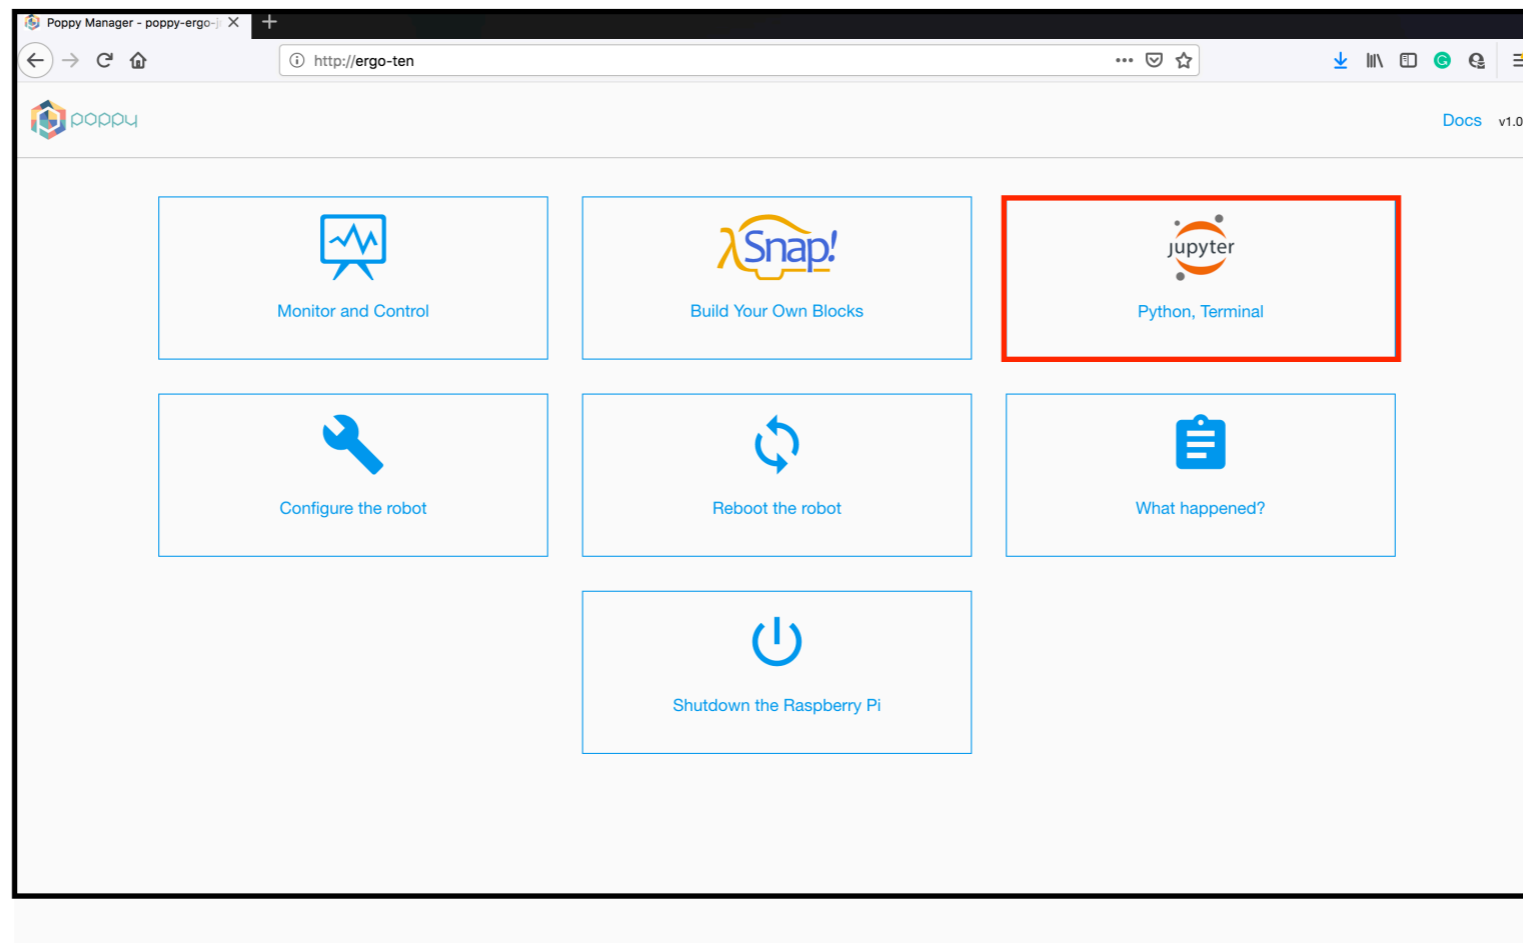 Poppy Manager - poppy-ergo-j
http://ergo-ten
poppy
Docs v1.0
Monitor and Control
λSnap!
Build Your Own Blocks
jupyter
Python, Terminal
Configure the robot
Reboot the robot
What happened?
Shutdown the Raspberry Pi